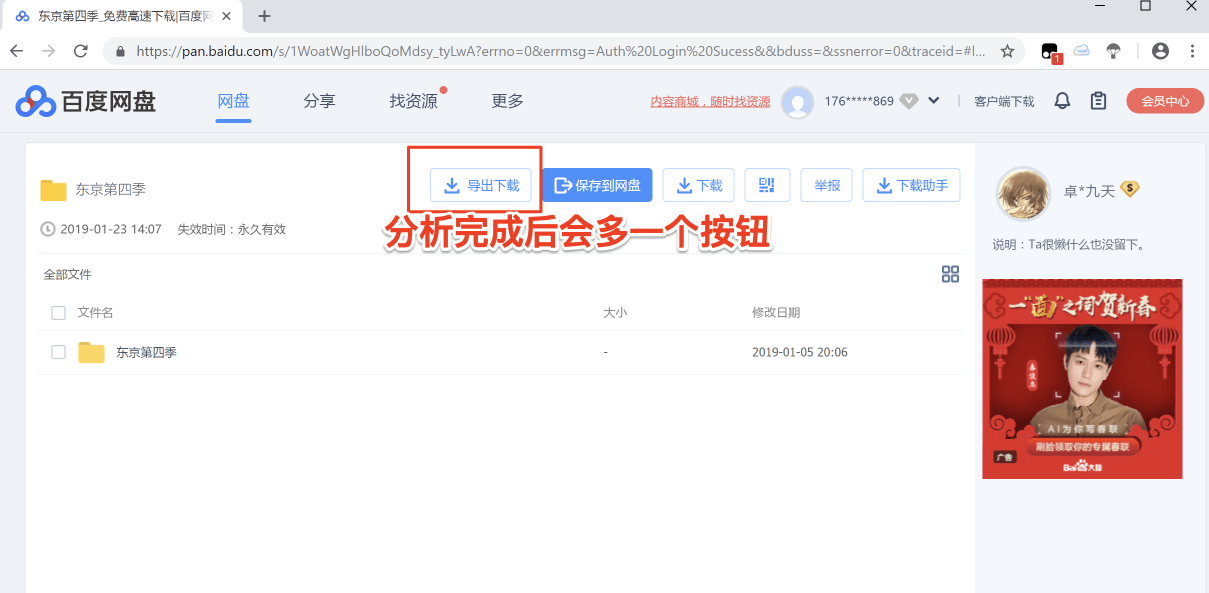 东京第四季_免费高速下载|百度网
https://pan.baidu.com/s/1WoatWgHlboQoMdsy_tyLwA?errno=0&errmsg=Auth%20Login%20Sucess&&bduss=&ssnerror=0&traceid=#l...
1
百度网盘 网盘 分享 找资源 更多 内容商城,随时找资源 176*****869 客户端下载 会员中心
导出下载 保存到网盘 下载 举报 下载助手
东京第四季
卓*九天 S
2019-01-23 14:07 失效时间：永久有效
分析完成后会多一个按钮
说明：Ta很懒什么也没留下。
全部文件
文件名 大小 修改日期
东京第四季 - 2019-01-05 20:06
一"面"之词贺新春
AI为你写春联
刷脸领取你的专属春联
广告
Bai百度大脑